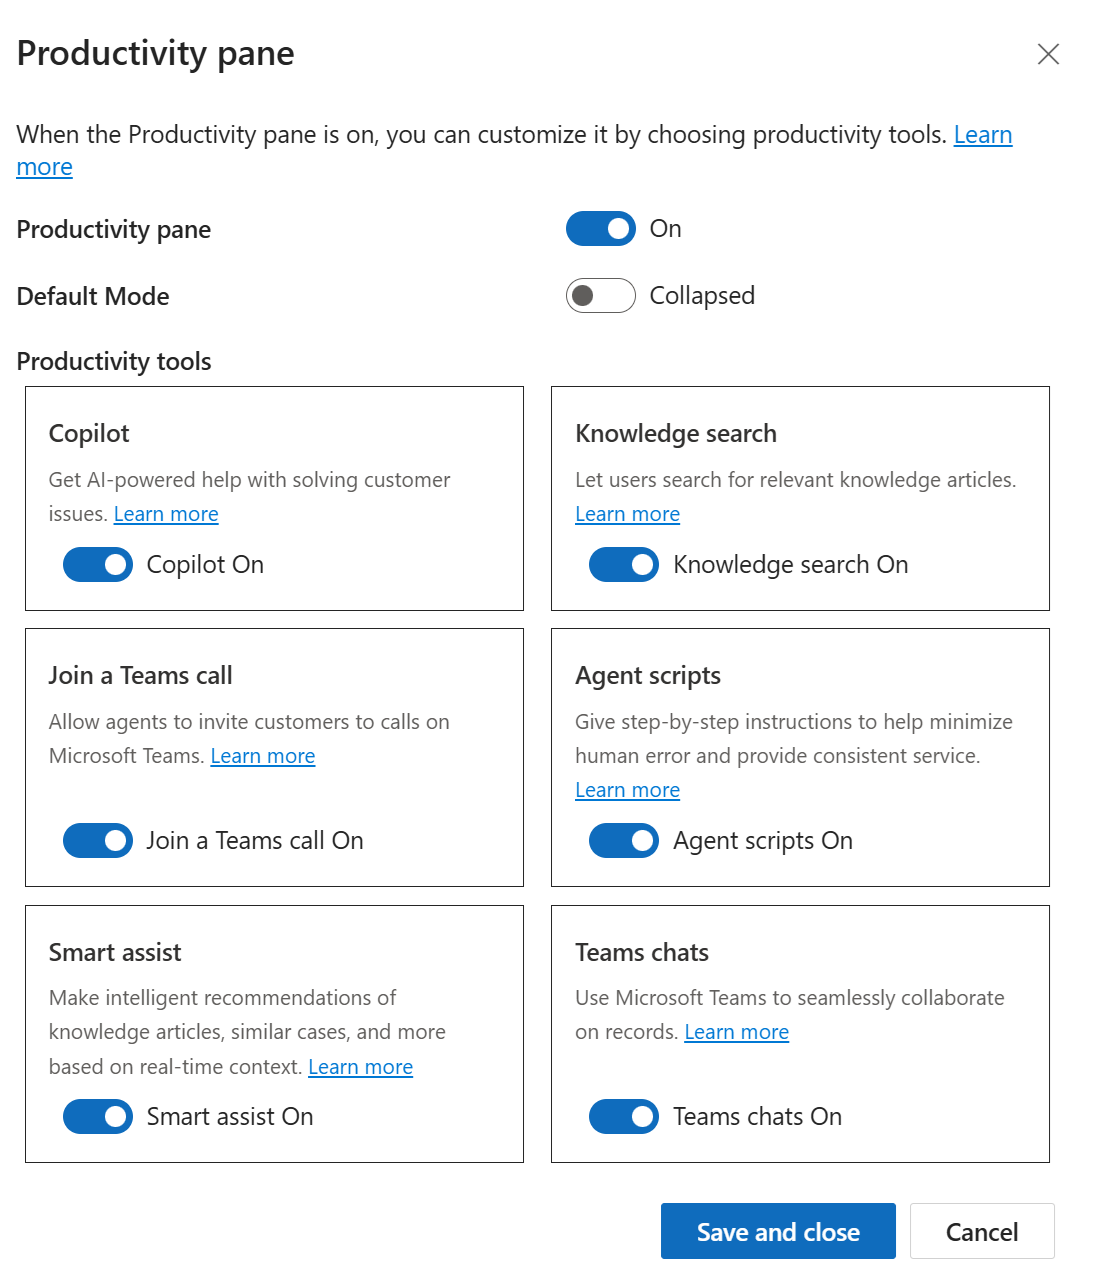 Productivity pane
When the Productivity pane is on, you can customize it by choosing productivity tools. Learn
more
Productivity pane
On
Default Mode
Collapsed
Productivity tools
Copilot
Get AI-powered help with solving customer
issues. Learn more
Copilot On
Knowledge search
Let users search for relevant knowledge articles.
Learn more
Knowledge search On
Join a Teams call
Allow agents to invite customers to calls on
Microsoft Teams. Learn more
Join a Teams call On
Agent scripts
Give step-by-step instructions to help minimize
human error and provide consistent service.
Learn more
Agent scripts On
Smart assist
Make intelligent recommendations of
knowledge articles, similar cases, and more
based on real-time context. Learn more
Smart assist On
Teams chats
Use Microsoft Teams to seamlessly collaborate
on records. Learn more
Teams chats On
Save and close
Cancel